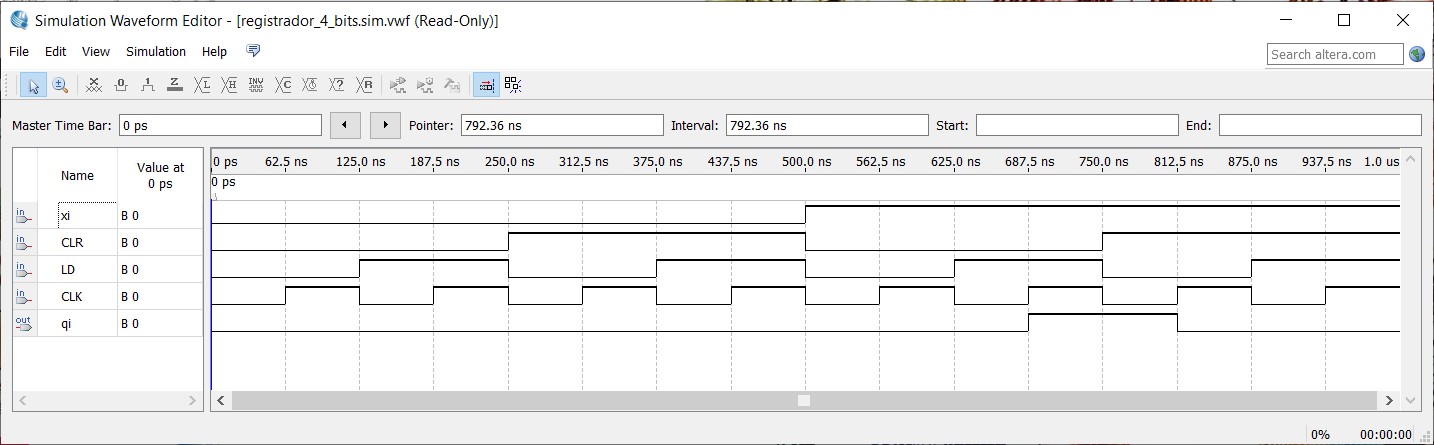 Simulation Waveform Editor - [registrador_4_bits.sim.vwf (Read-Only)]
File Edit View Simulation Help
Search altera.com
Master Time Bar: 0 ps Pointer: 792.36 ns Interval: 792.36 ns Start: End:
Name Value at 0 ps
0 ps 62.5 ns 125.0 ns 187.5 ns 250.0 ns 312.5 ns 375.0 ns 437.5 ns 500.0 ns 562.5 ns 625.0 ns 687.5 ns 750.0 ns 812.5 ns 875.0 ns 937.5 ns 1.0 us
0 ps
in xi B 0
in CLR B 0
in LD B 0
in CLK B 0
out qi B 0
0% 00:00:00